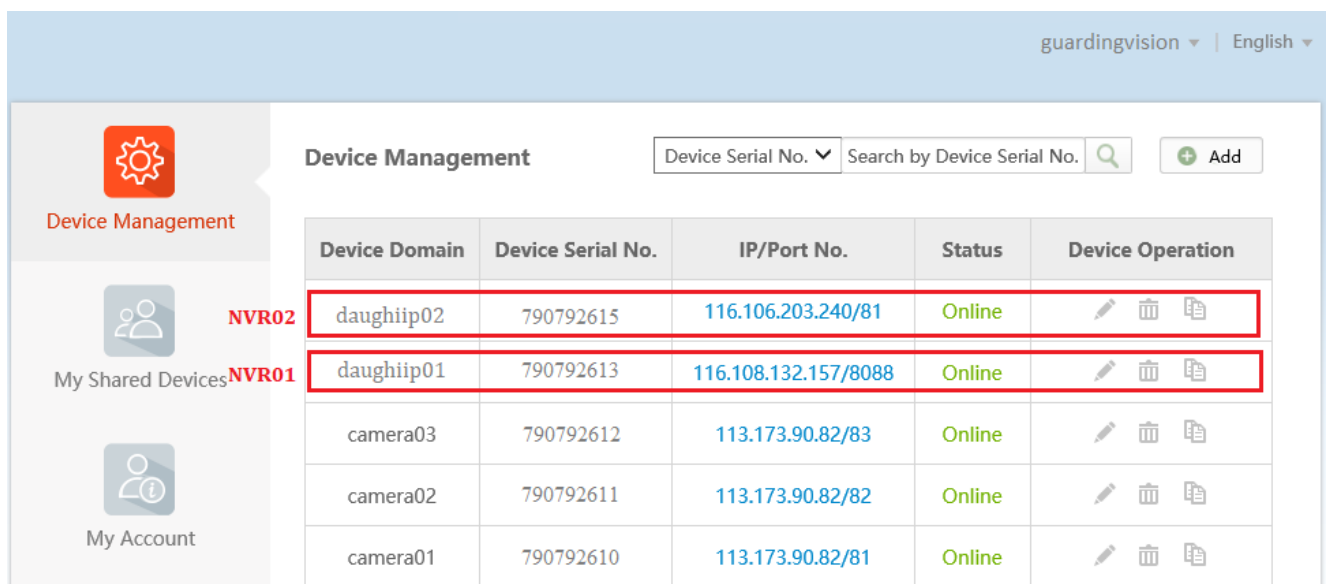 guardingvision | English
Device Management
Device Management
Device Serial No. Search by Device Serial No. Add
Device Domain Device Serial No. IP/Port No. Status Device Operation
NVR02 daughiip02 790792615 116.106.203.240/81 Online
My Shared Devices
NVR01 daughiip01 790792613 116.108.132.157/8088 Online
camera03 790792612 113.173.90.82/83 Online
camera02 790792611 113.173.90.82/82 Online
My Account
camera01 790792610 113.173.90.82/81 Online